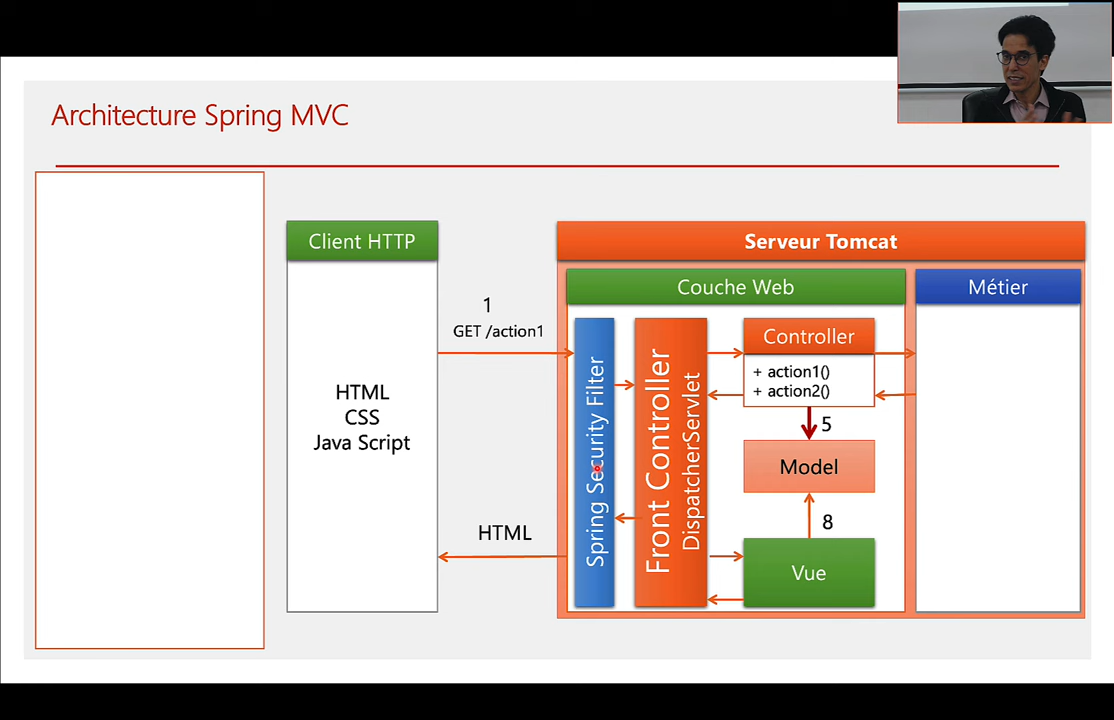 Architecture Spring MVC
Client HTTP
HTML
CSS
Java Script
1
GET /action1
HTML
Serveur Tomcat
Couche Web
Métier
Spring Security Filter
Front Controller
DispatcherServlet
Controller
+ action1()
+ action2()
5
Model
8
Vue